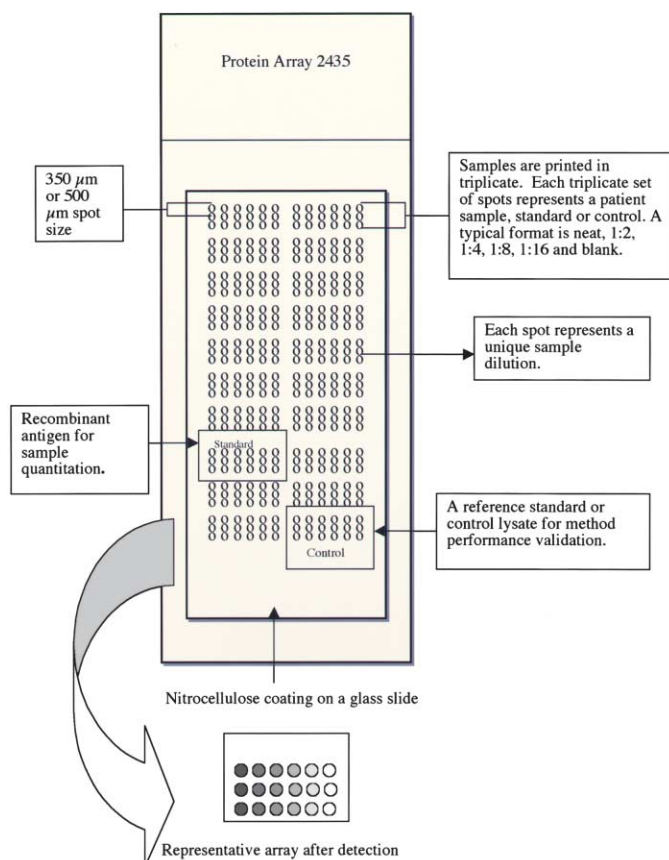 Protein Array 2435
350 µm
or 500
µm spot
size
Samples are printed in
triplicate. Each triplicate set
of spots represents a patient
sample, standard or control. A
typical format is neat, 1:2,
1:4, 1:8, 1:16 and blank.
Each spot represents a
unique sample
dilution.
Recombinant
antigen for
sample
quantitation.
Standard
A reference standard or
control lysate for method
performance validation.
Control
Nitrocellulose coating on a glass slide
Representative array after detection